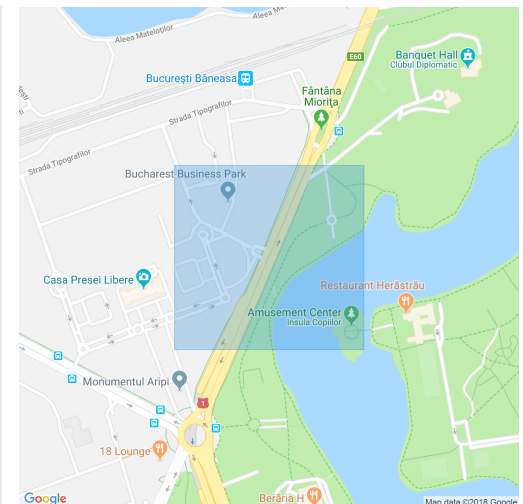 Aleea Mateloților
Aleea Mate
E60
Banquet Hall
Clubul Diplomatic
București Băneasa
Fântâna
Miorița
Strada Tipografilor
Strada Tipografilor
Bucharest Business Park
Casa Presei Libere
Restaurant Herăstrău
Amusement Center
Insula Copiilor
Monumentul Aripi
1
18 Lounge
Berăria H
Google
Map data ©2018 Google